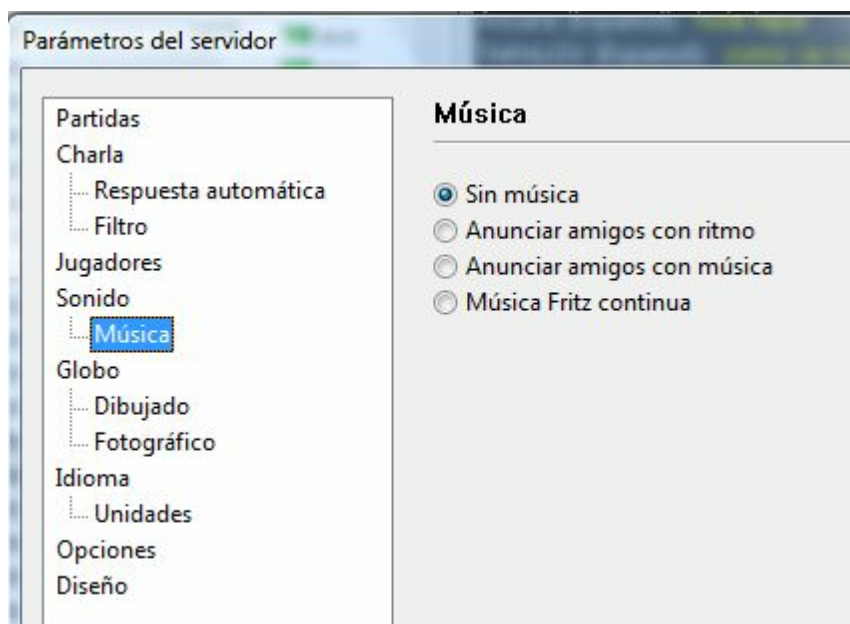 Parámetros del servidor
Partidas
Charla
Respuesta automática
Filtro
Jugadores
Sonido
Música
Globo
Dibujado
Fotográfico
Idioma
Unidades
Opciones
Diseño
Música
Sin música
Anunciar amigos con ritmo
Anunciar amigos con música
Música Fritz continua